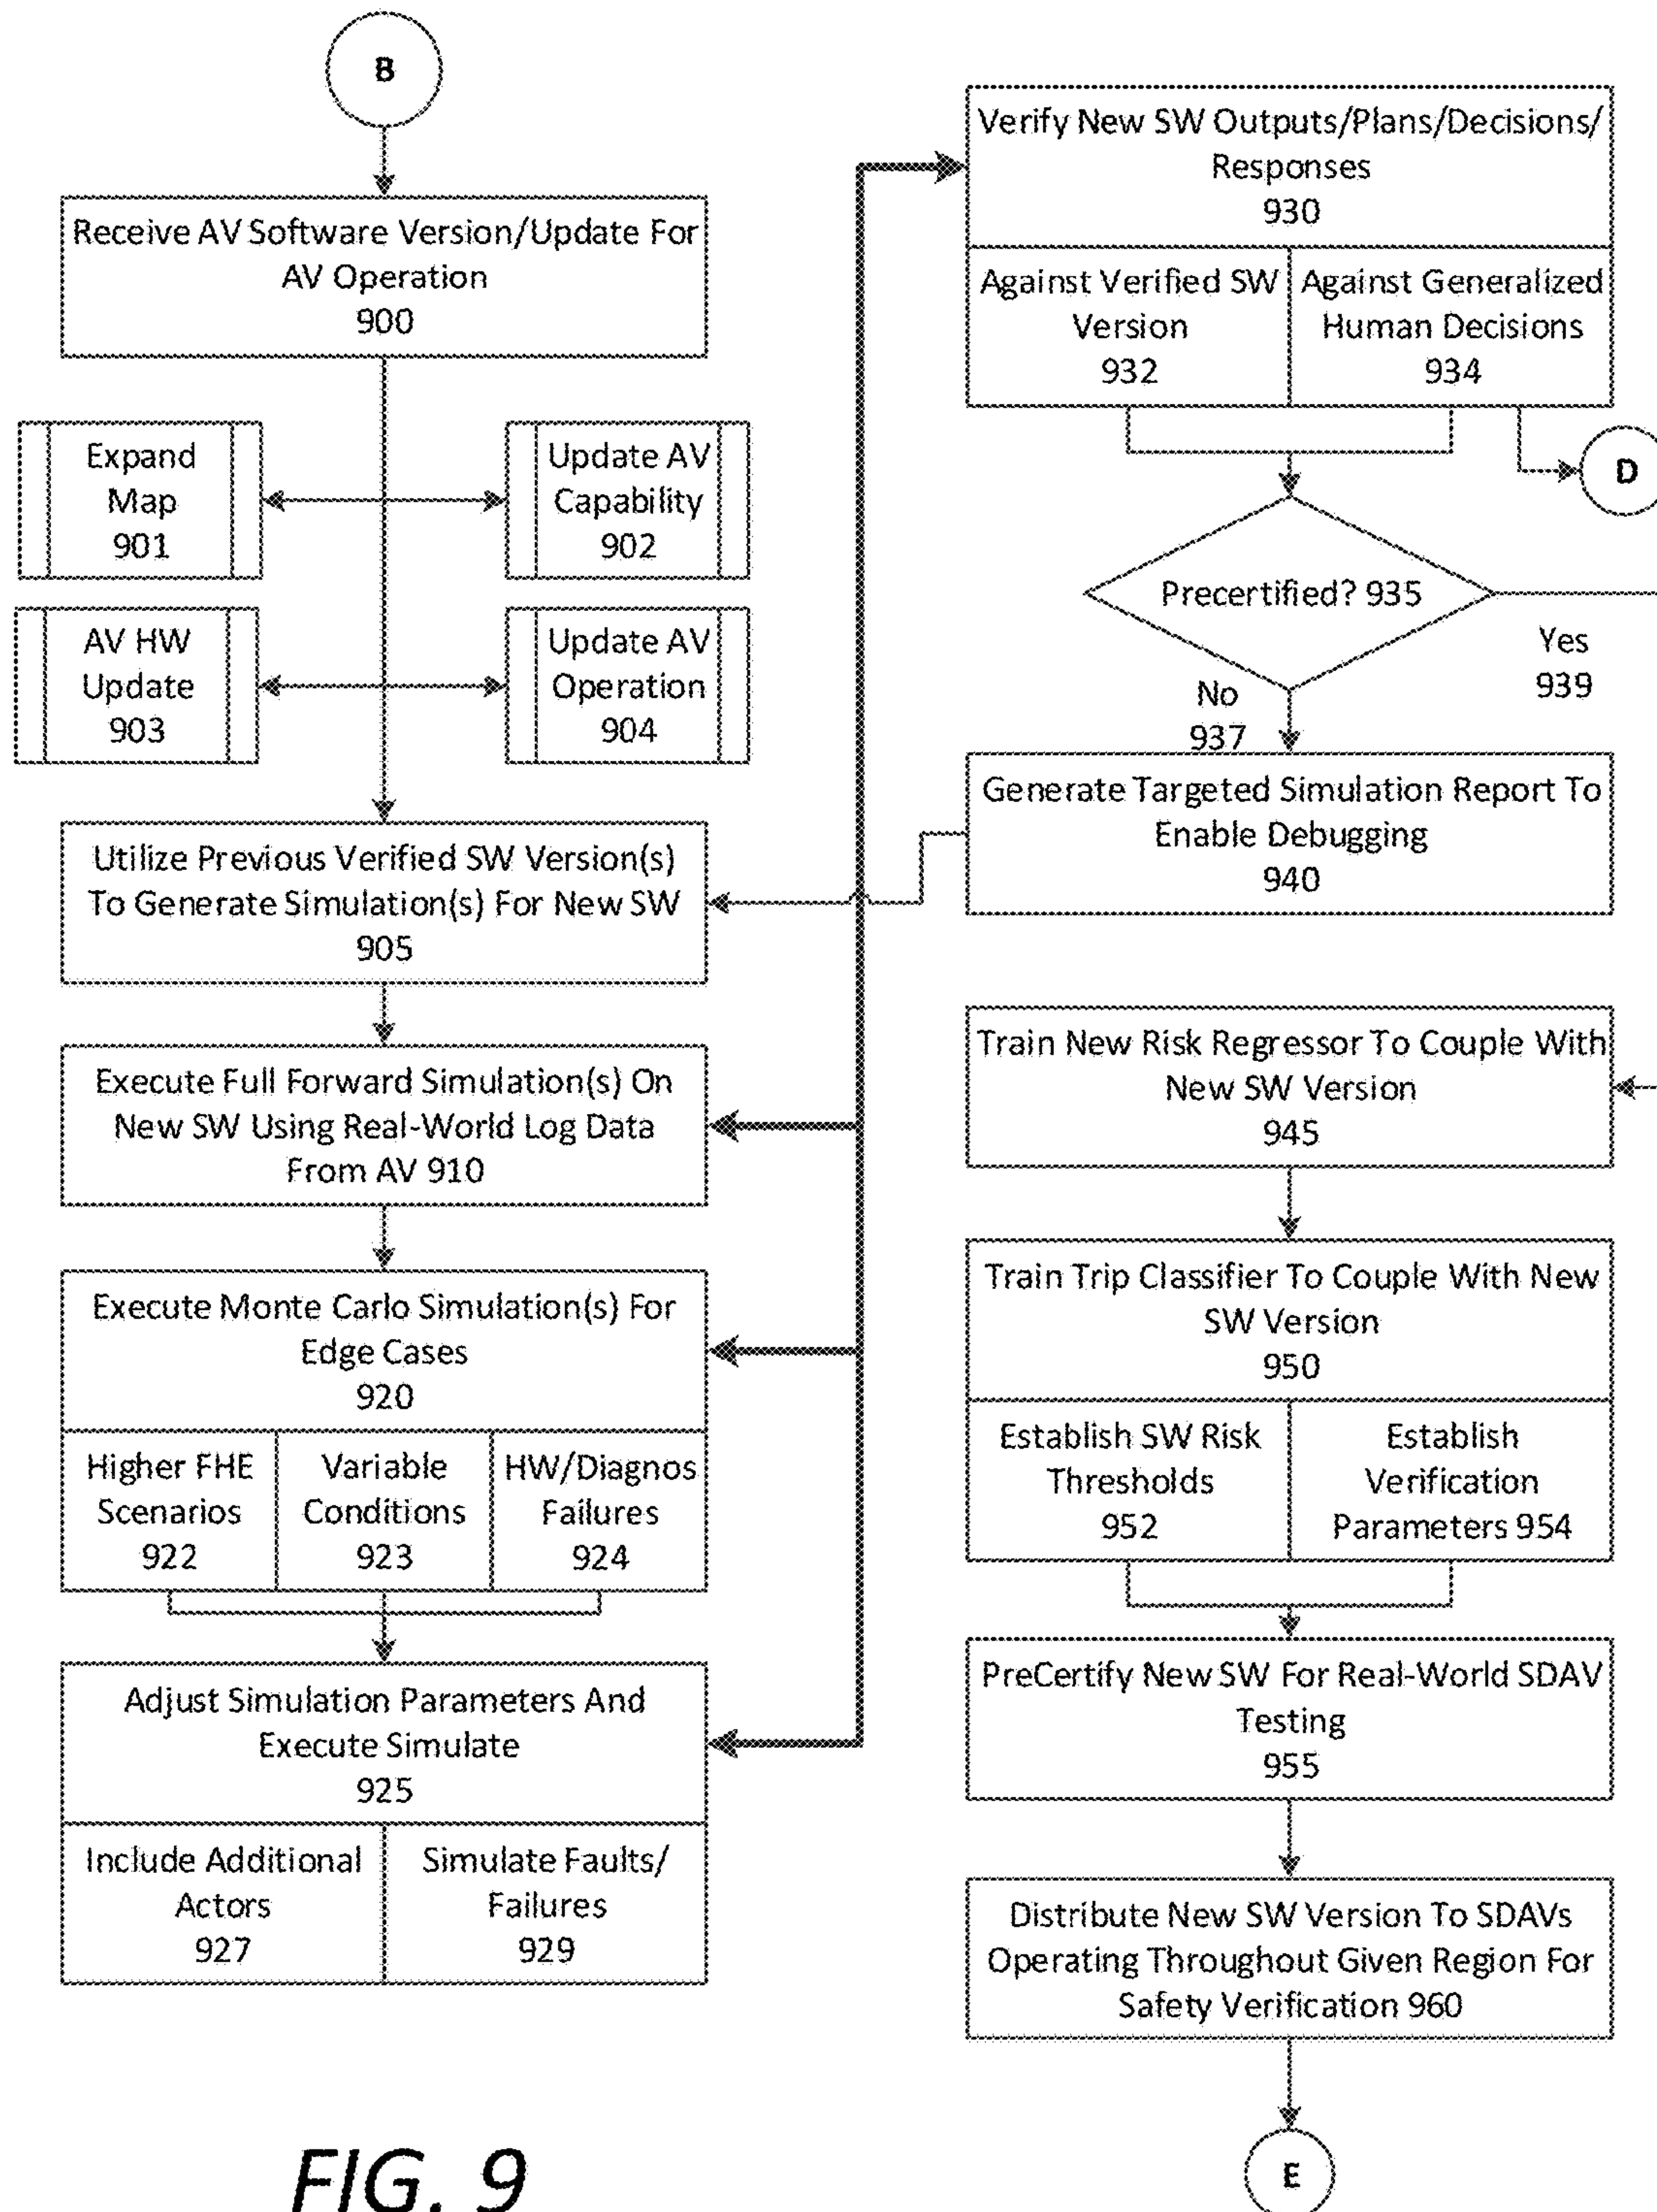 B
Receive AV Software Version/Update For
AV Operation
900
Expand
Map
901
Update AV
Capability
902
AV HW
Update
903
Update AV
Operation
904
Utilize Previous Verified SW Version(s)
To Generate Simulation(s) For New SW
905
Execute Full Forward Simulation(s) On
New SW Using Real-World Log Data
From AV 910
Execute Monte Carlo Simulation(s) For
Edge Cases
920
Higher FHE
Scenarios
922
Variable
Conditions
923
HW/Diagnos
Failures
924
Adjust Simulation Parameters And
Execute Simulate
925
Include Additional
Actors
927
Simulate Faults/
Failures
929
Verify New SW Outputs/Plans/Decisions/
Responses
930
Against Verified SW
Version
932
Against Generalized
Human Decisions
934
D
Precertified? 935
Yes
939
No
937
Generate Targeted Simulation Report To
Enable Debugging
940
Train New Risk Regressor To Couple With
New SW Version
945
Train Trip Classifier To Couple With New
SW Version
950
Establish SW Risk
Thresholds
952
Establish
Verification
Parameters 954
PreCertify New SW For Real-World SDAV
Testing
955
Distribute New SW Version To SDAVs
Operating Throughout Given Region For
Safety Verification 960
E
FIG. 9